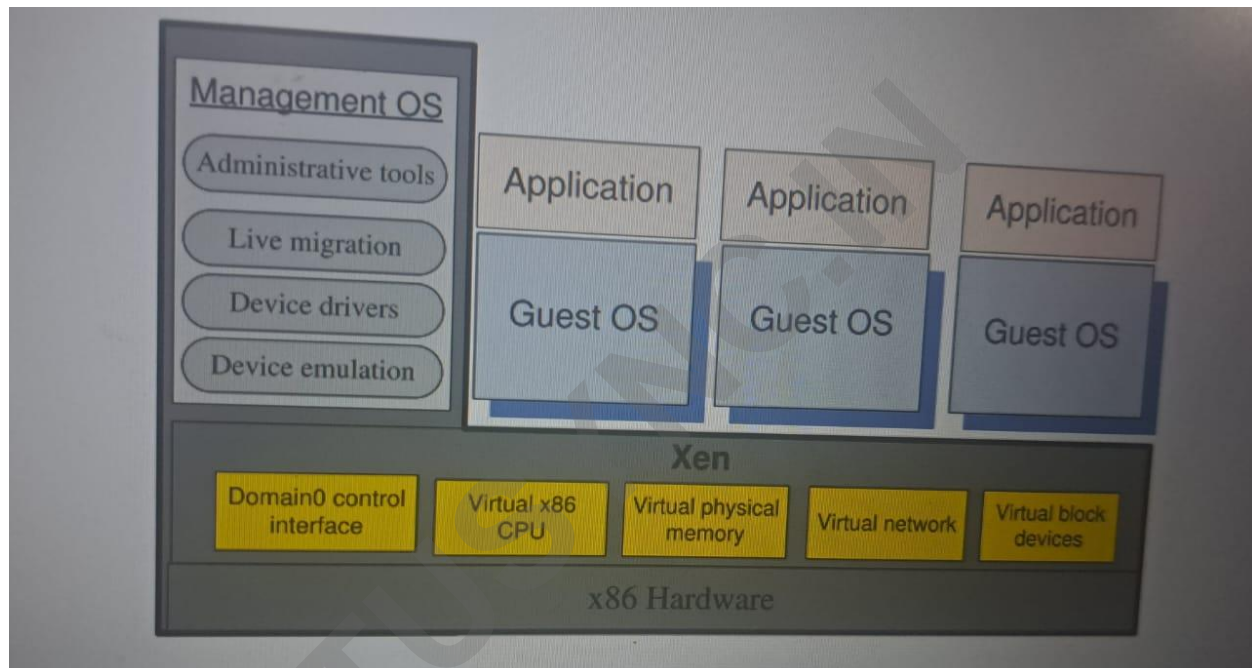 Management OS
Administrative tools
Live migration
Device drivers
Device emulation
Application
Guest OS
Application
Guest OS
Application
Guest OS
Xen
Domain0 control
interface
Virtual x86
CPU
Virtual physical
memory
Virtual network
Virtual block
devices
x86 Hardware